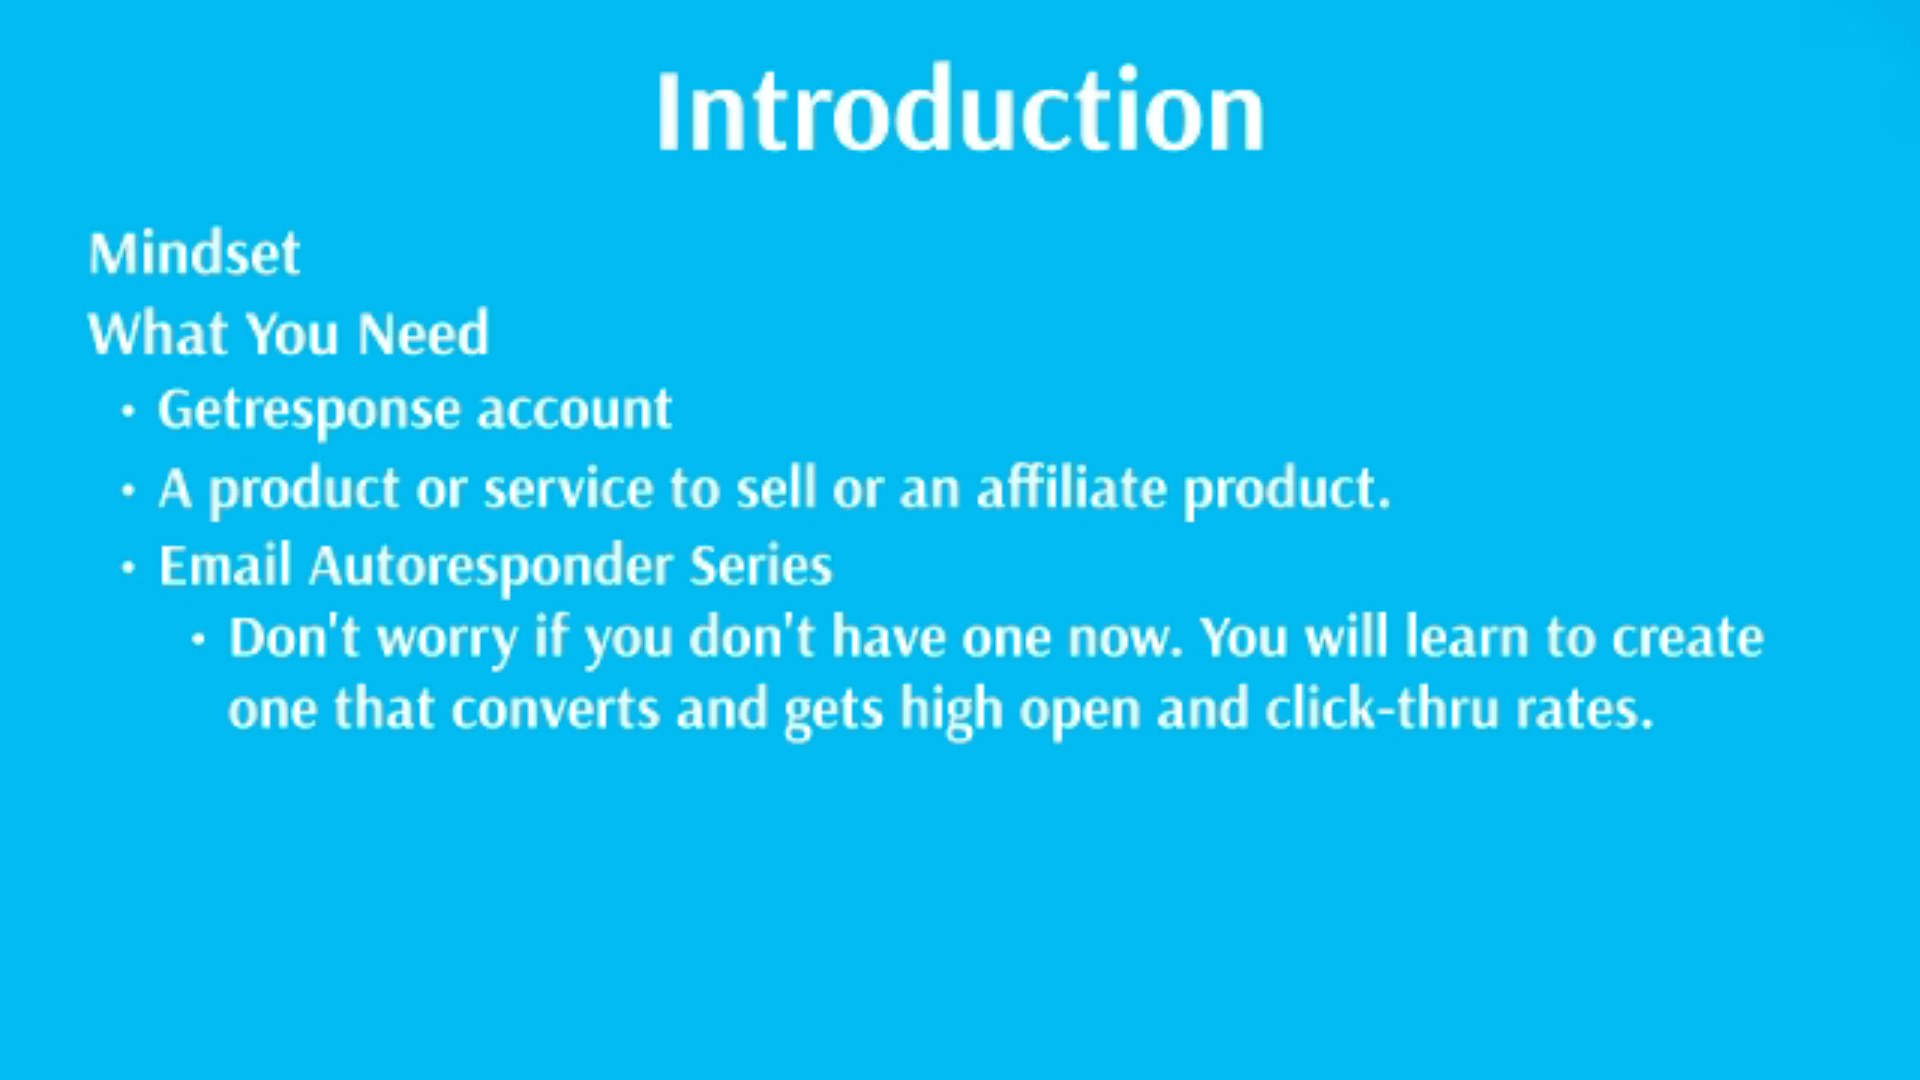 Introduction
Mindset
What You Need
• Getresponse account
• A product or service to sell or an affiliate product.
• Email Autoresponder Series
• Don't worry if you don't have one now. You will learn to create
one that converts and gets high open and click-thru rates.